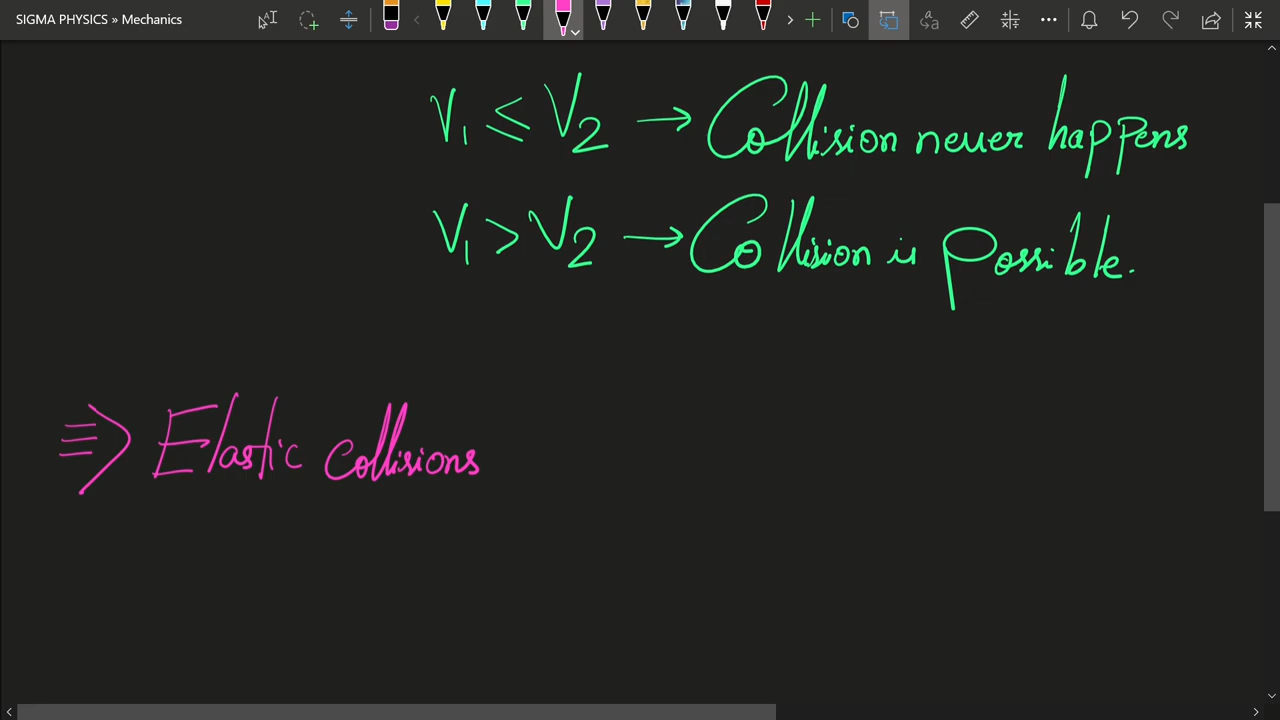 SIGMA PHYSICS » Mechanics
V₁ ≤ V₂ → Collision never happens
V₁ > V₂ → Collision is possible.
⇒ Elastic collisions